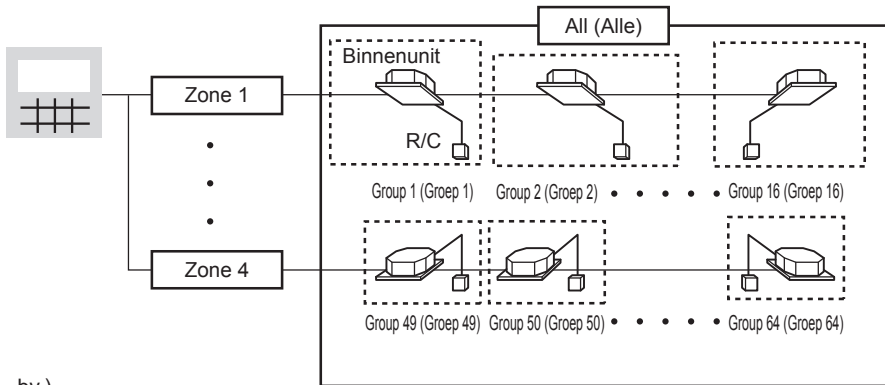 All (Alle)
Binnenunit
Zone 1
R/C
Group 1 (Groep 1) Group 2 (Groep 2) • • • • • Group 16 (Groep 16)
Zone 4
Group 49 (Groep 49) Group 50 (Groep 50) • • • • • Group 64 (Groep 64)
bv.)